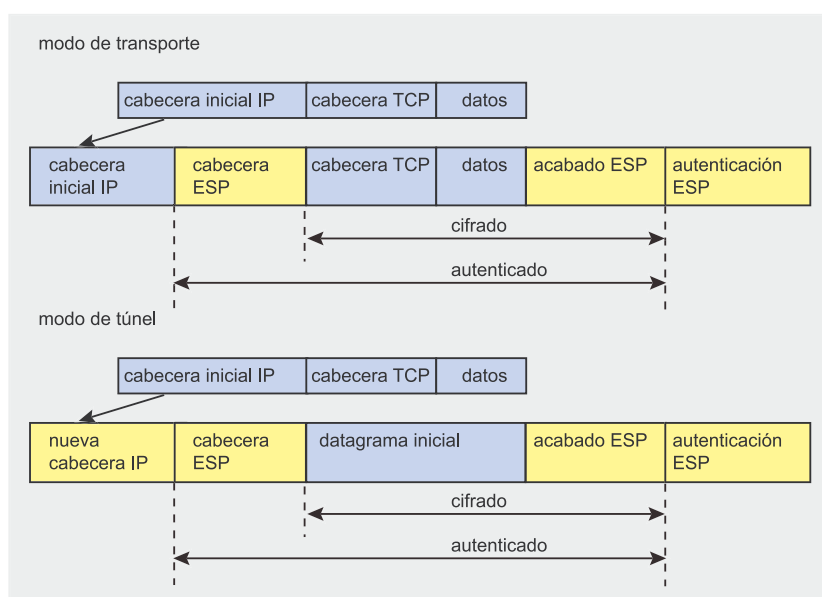 modo de transporte
cabecera inicial IP cabecera TCP datos
cabecera inicial IP cabecera ESP cabecera TCP datos acabado ESP autenticación ESP
cifrado
autenticado
modo de túnel
cabecera inicial IP cabecera TCP datos
nueva cabecera IP cabecera ESP datagrama inicial acabado ESP autenticación ESP
cifrado
autenticado